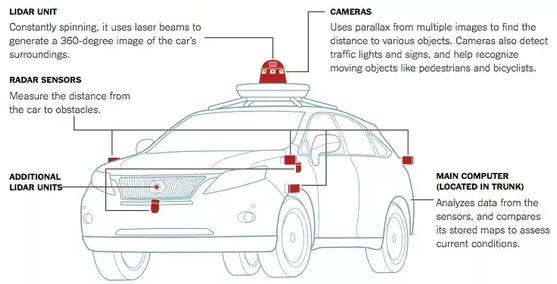 LIDAR UNIT
Constantly spinning, it uses laser beams to
generate a 360-degree image of the car's
surroundings.
RADAR SENSORS
Measure the distance from
the car to obstacles.
ADDITIONAL
LIDAR UNITS
CAMERAS
Uses parallax from multiple images to find the
distance to various objects. Cameras also detect
traffic lights and signs, and help recognize
moving objects like pedestrians and bicyclists.
MAIN COMPUTER
(LOCATED IN TRUNK)
Analyzes data from the
sensors, and compares
its stored maps to assess
current conditions.